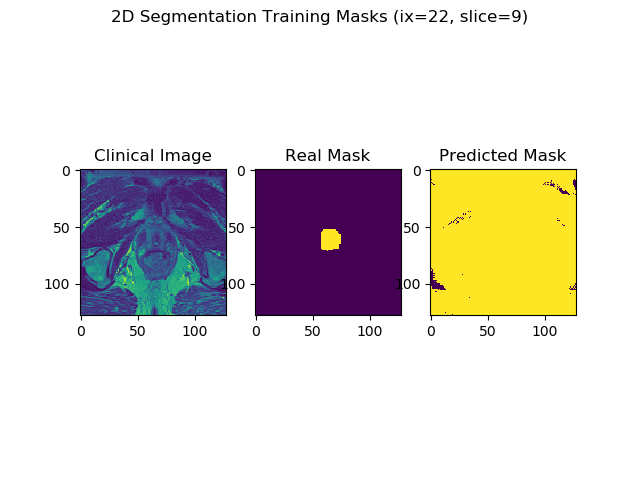 2D Segmentation Training Masks (ix=22, slice=9)
Clinical Image Real Mask Predicted Mask
0 0 0
50 50 50
100 100 100
0 50 100 0 50 100 0 50 100